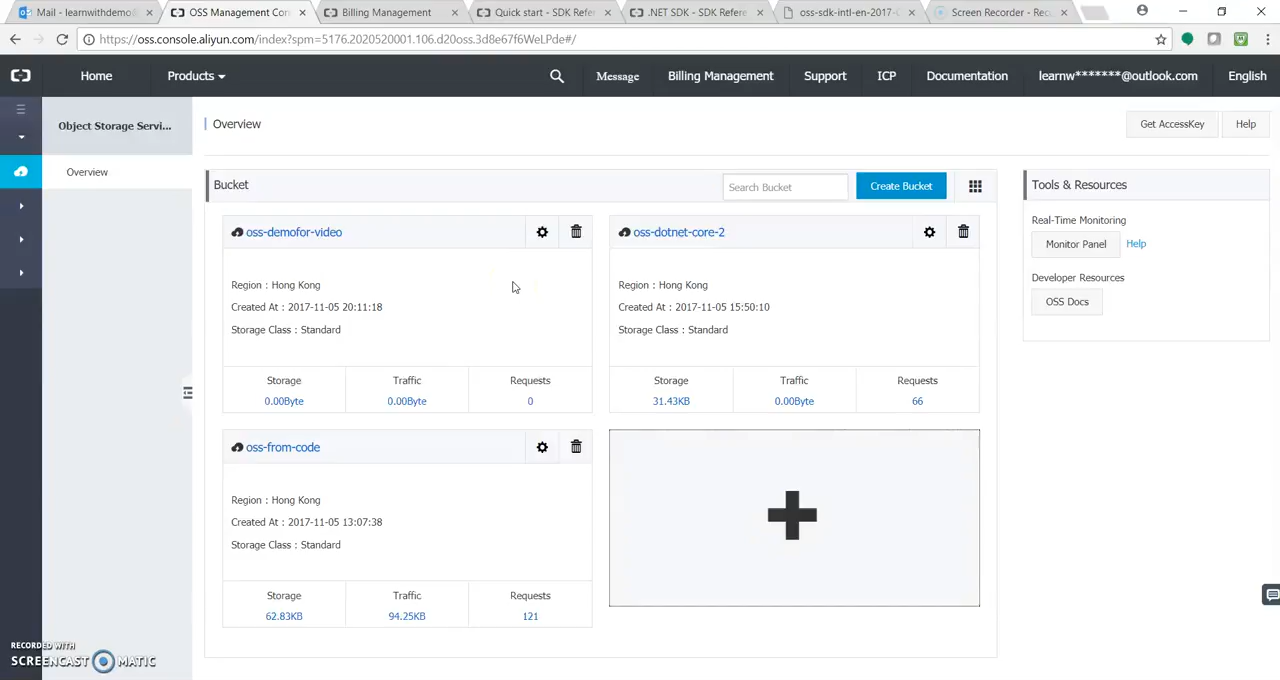 Mail - learnwithdemo@
OSS Management Con
Billing Management
Quick start - SDK Refere
.NET SDK - SDK Refere
oss-sdk-intl-en-2017-
Screen Recorder - Rec
https://oss.console.aliyun.com/index?spm=5176.2020520001.106.d20oss.3d8e67f6WeLPde#/
Home
Products
Message
Billing Management
Support
ICP
Documentation
learnw*******@outlook.com
English
Object Storage Servi...
Overview
Overview
Get AccessKey
Help
Bucket
Search Bucket
Create Bucket
oss-demofor-video
Region : Hong Kong
Created At : 2017-11-05 20:11:18
Storage Class : Standard
Storage
Traffic
Requests
0.00Byte
0.00Byte
0
oss-dotnet-core-2
Region : Hong Kong
Created At : 2017-11-05 15:50:10
Storage Class : Standard
Storage
Traffic
Requests
31.43KB
0.00Byte
66
oss-from-code
Region : Hong Kong
Created At : 2017-11-05 13:07:38
Storage Class : Standard
Storage
Traffic
Requests
62.83KB
94.25KB
121
Tools & Resources
Real-Time Monitoring
Monitor Panel
Help
Developer Resources
OSS Docs
RECORDED WITH
SCREENCAST MATIC